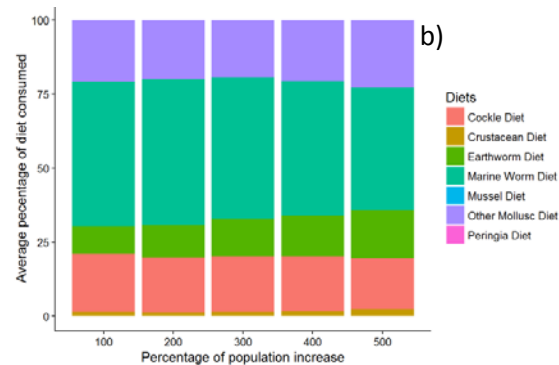 b)
100
75
50
25
0
Average pecentage of diet consumed
100 200 300 400 500
Percentage of population increase
Diets
Cockle Diet
Crustacean Diet
Earthworm Diet
Marine Worm Diet
Mussel Diet
Other Mollusc Diet
Peringia Diet